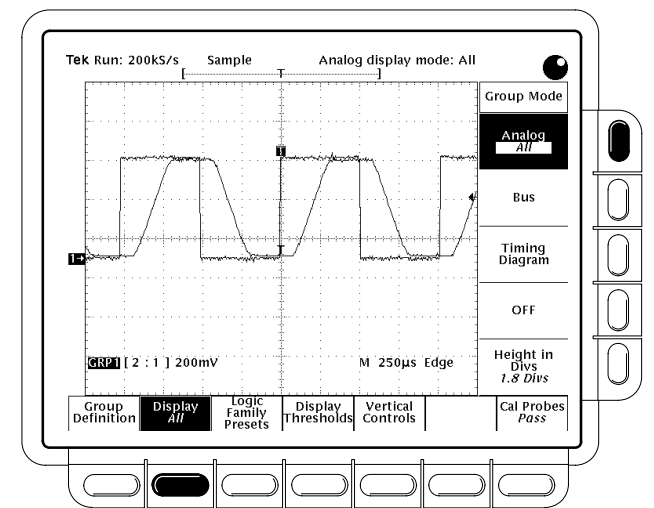 Tek Run: 200kS/s Sample Analog display mode: All
[ T ]
Group Mode
Analog
All
Bus
Timing
Diagram
OFF
Height in
Divs
1.8 Divs
T
1→
GRP1 [ 2 : 1 ] 200mV M 250µs Edge
Group
Definition
Display
All
Logic
Family
Presets
Display
Thresholds
Vertical
Controls
Cal Probes
Pass